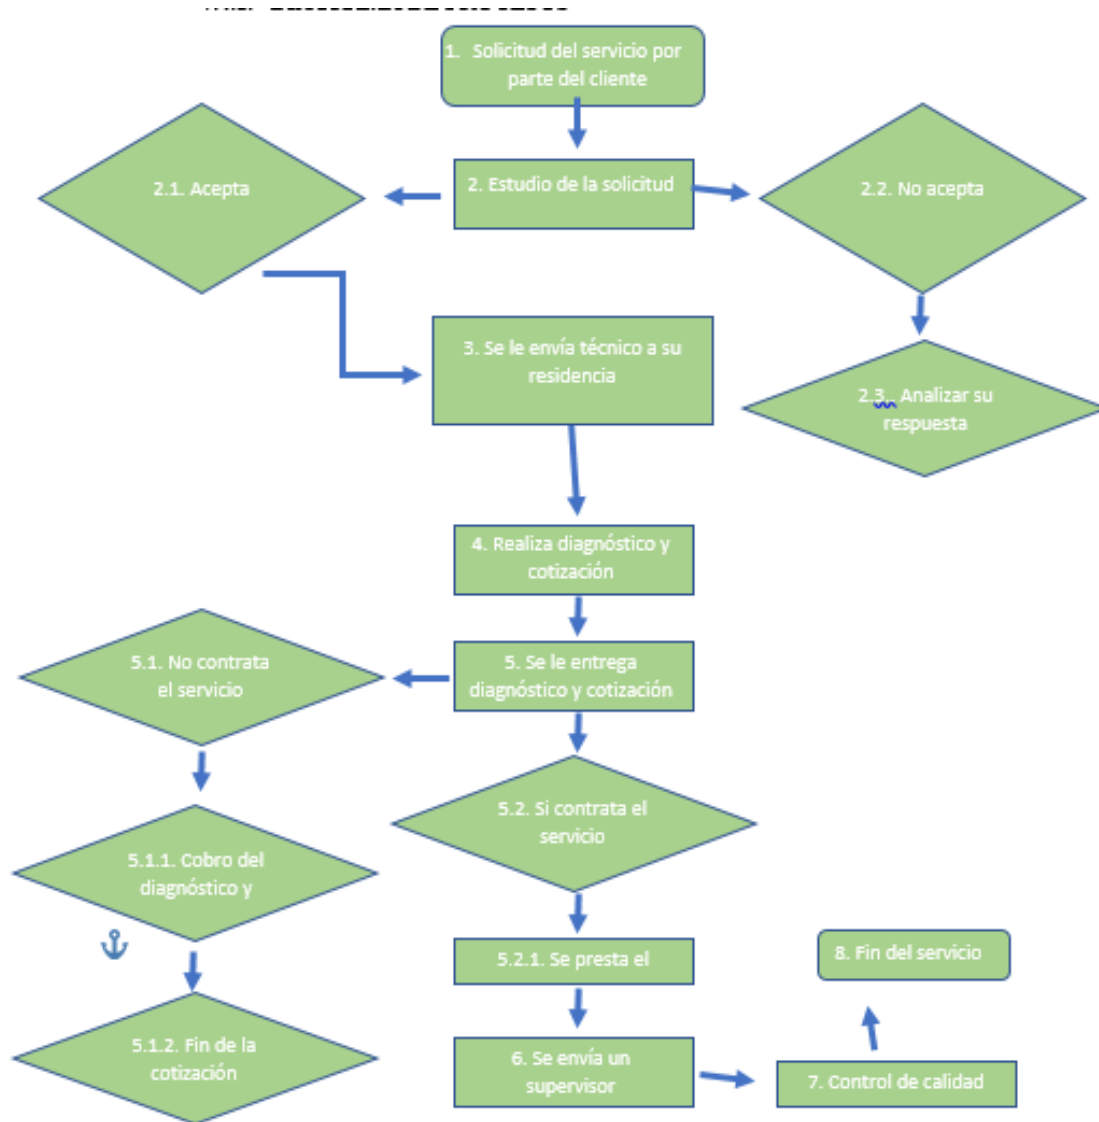 1. Solicitud del servicio por
parte del cliente
2.1. Acepta
2. Estudio de la solicitud
2.2. No acepta
3. Se le envía técnico a su
residencia
2.3.. Analizar su
respuesta
4. Realiza diagnóstico y
cotización
5.1. No contrata
el servicio
5. Se le entrega
diagnóstico y cotización
5.2. Si contrata el
servicio
5.1.1. Cobro del
diagnóstico y
5.2.1. Se presta el
8. Fin del servicio
5.1.2. Fin de la
cotización
6. Se envía un
supervisor
7. Control de calidad